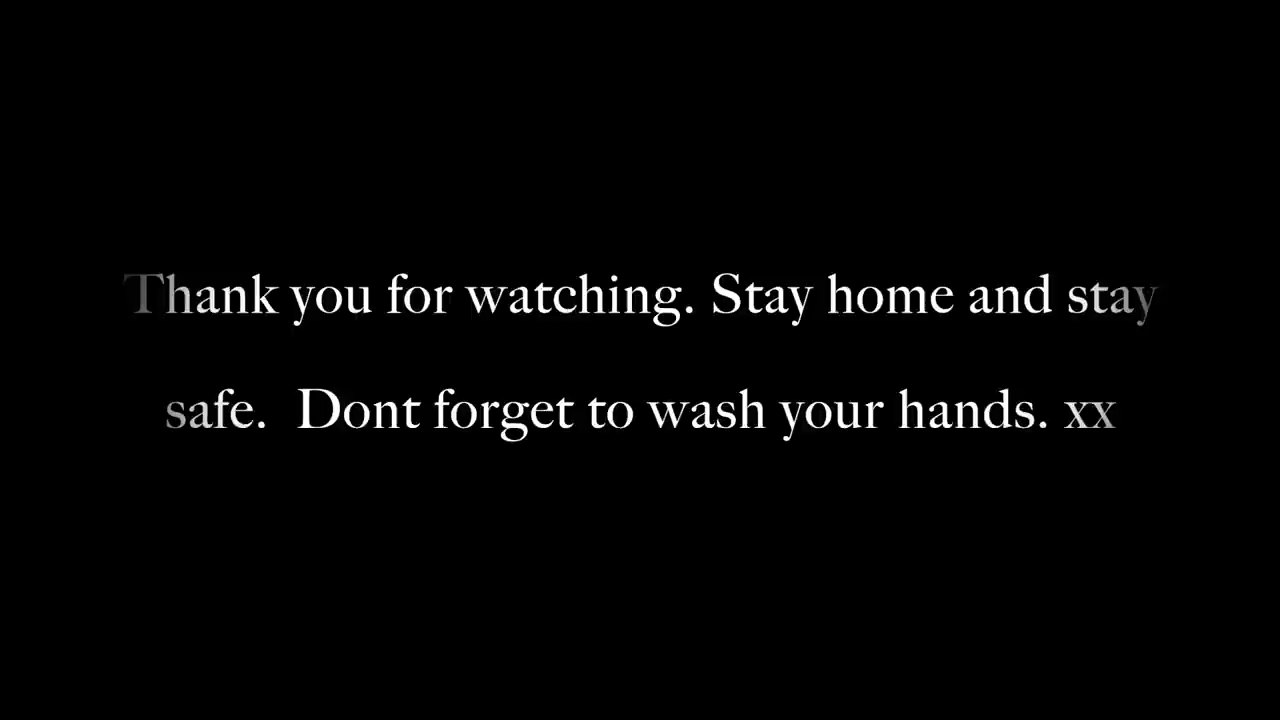 Thank you for watching. Stay home and stay
safe.  Dont forget to wash your hands. xx